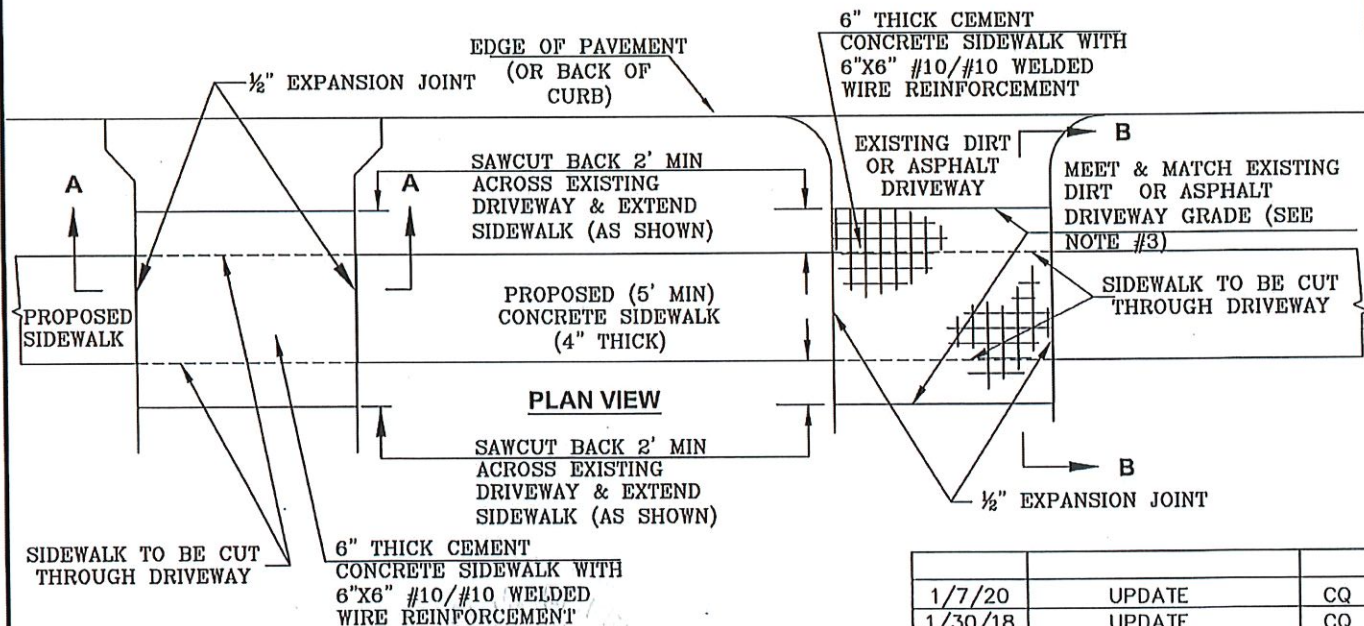 6" THICK CEMENT
CONCRETE SIDEWALK WITH
6"X6" #10/#10 WELDED
WIRE REINFORCEMENT
EDGE OF PAVEMENT
(OR BACK OF
CURB)
½" EXPANSION JOINT
EXISTING DIRT
OR ASPHALT
DRIVEWAY
B
MEET & MATCH EXISTING
DIRT OR ASPHALT
DRIVEWAY GRADE (SEE
NOTE #3)
A
A
SAWCUT BACK 2' MIN
ACROSS EXISTING
DRIVEWAY & EXTEND
SIDEWALK (AS SHOWN)
SIDEWALK TO BE CUT
THROUGH DRIVEWAY
PROPOSED
SIDEWALK
PROPOSED (5' MIN)
CONCRETE SIDEWALK
(4" THICK)
PLAN VIEW
SAWCUT BACK 2' MIN
ACROSS EXISTING
DRIVEWAY & EXTEND
SIDEWALK (AS SHOWN)
B
½" EXPANSION JOINT
SIDEWALK TO BE CUT
THROUGH DRIVEWAY
6" THICK CEMENT
CONCRETE SIDEWALK WITH
6"X6" #10/#10 WELDED
WIRE REINFORCEMENT
1/7/20 UPDATE CQ
1/30/18 UPDATE CQ